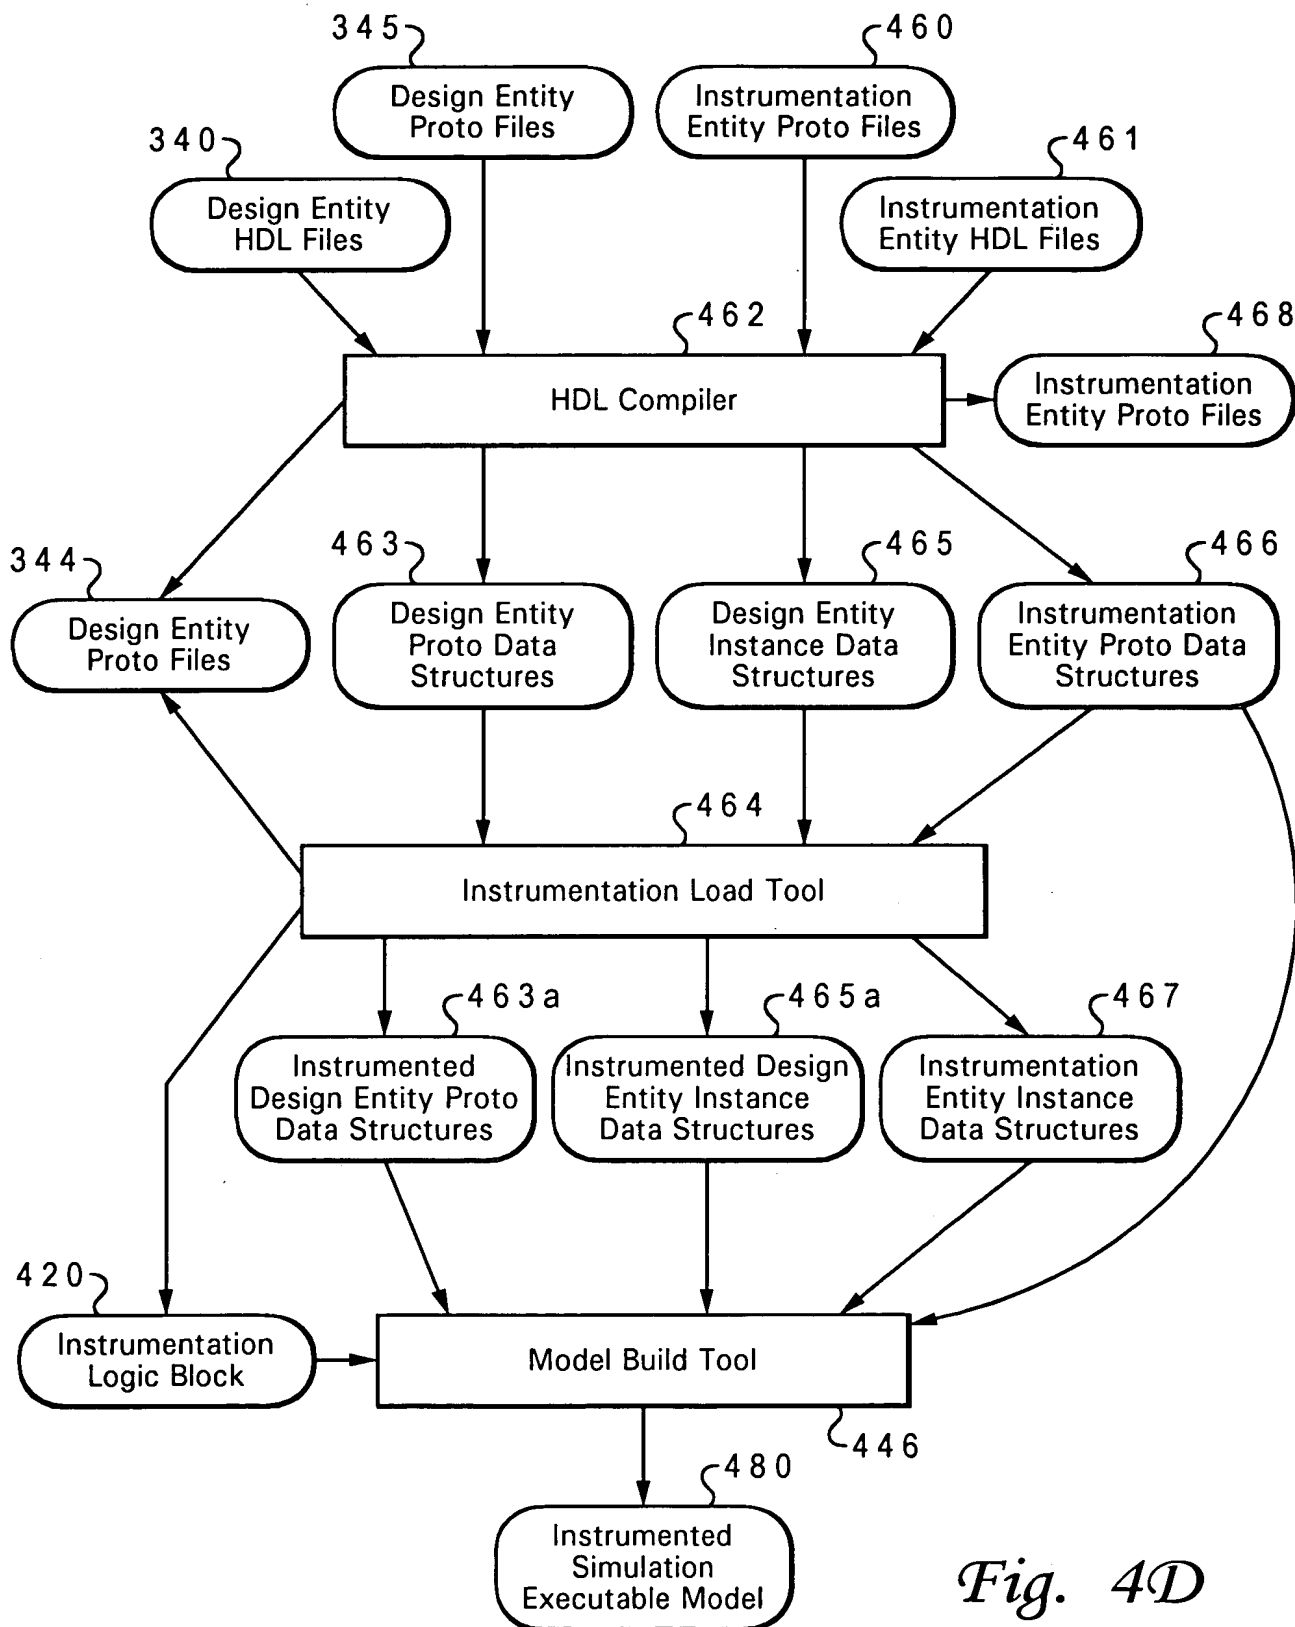 345
460
Design Entity
Proto Files
Instrumentation
Entity Proto Files
340
461
Design Entity
HDL Files
Instrumentation
Entity HDL Files
462
468
HDL Compiler
Instrumentation
Entity Proto Files
344
463
465
466
Design Entity
Proto Files
Design Entity
Proto Data
Structures
Design Entity
Instance Data
Structures
Instrumentation
Entity Proto Data
Structures
464
Instrumentation Load Tool
463a
465a
467
Instrumented
Design Entity Proto
Data Structures
Instrumented Design
Entity Instance
Data Structures
Instrumentation
Entity Instance
Data Structures
420
Instrumentation
Logic Block
Model Build Tool
446
480
Instrumented
Simulation
Executable Model
Fig. 4D